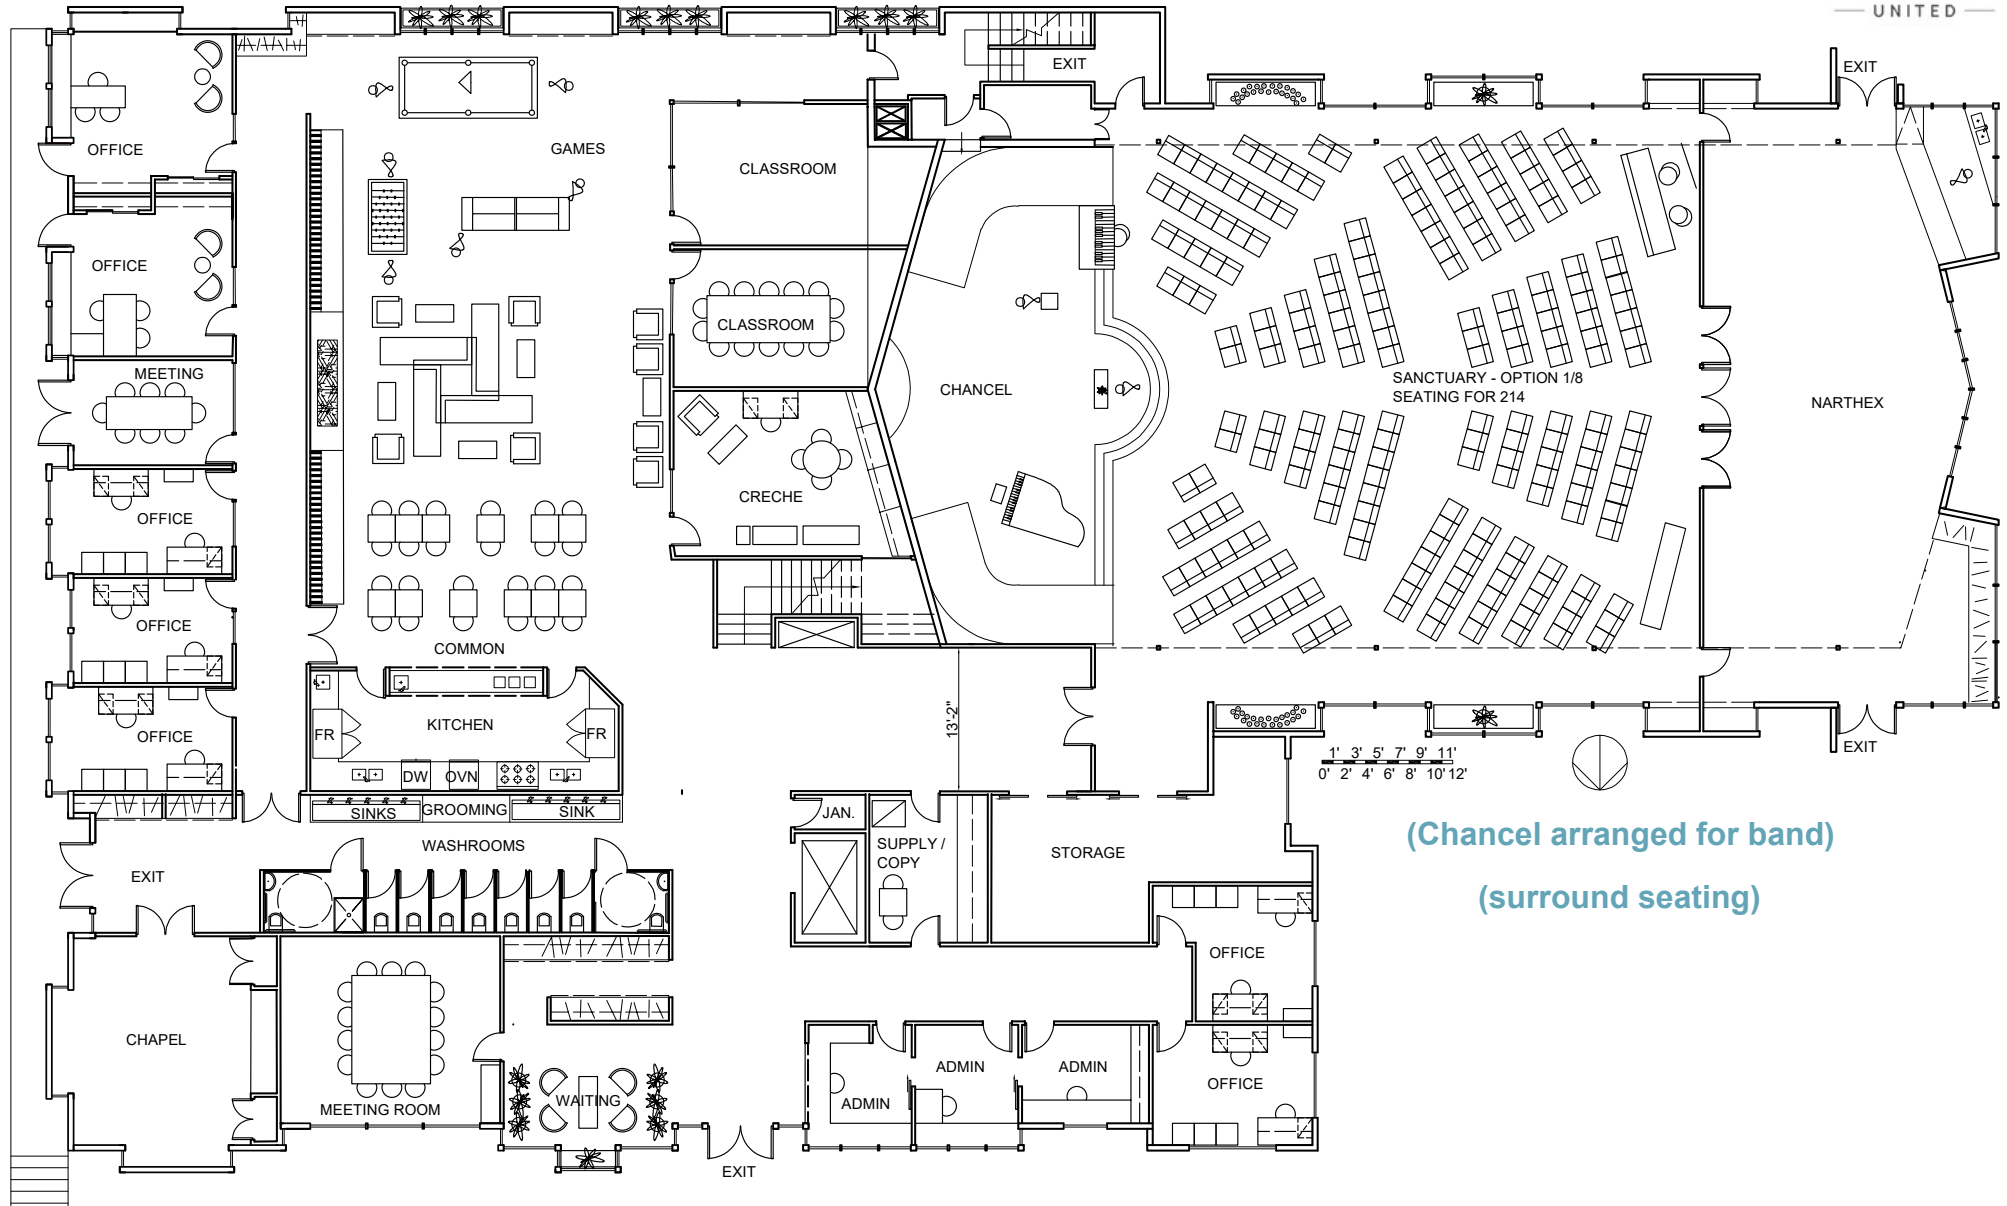 UNITED
EXIT
EXIT
OFFICE
GAMES
CLASSROOM
OFFICE
CLASSROOM
MEETING
CHANCEL
SANCTUARY - OPTION 1/8
SEATING FOR 214
NARTHEX
CRECHE
OFFICE
OFFICE
COMMON
KITCHEN
FR
FR
OFFICE
13'-2"
EXIT
1' 3' 5' 7' 9' 11'
0' 2' 4' 6' 8' 10' 12'
DW
OVN
SINKS
GROOMING
SINK
JAN.
WASHROOMS
SUPPLY /
COPY
STORAGE
(Chancel arranged for band)
EXIT
(surround seating)
OFFICE
CHAPEL
ADMIN
ADMIN
OFFICE
WAITING
ADMIN
MEETING ROOM
EXIT